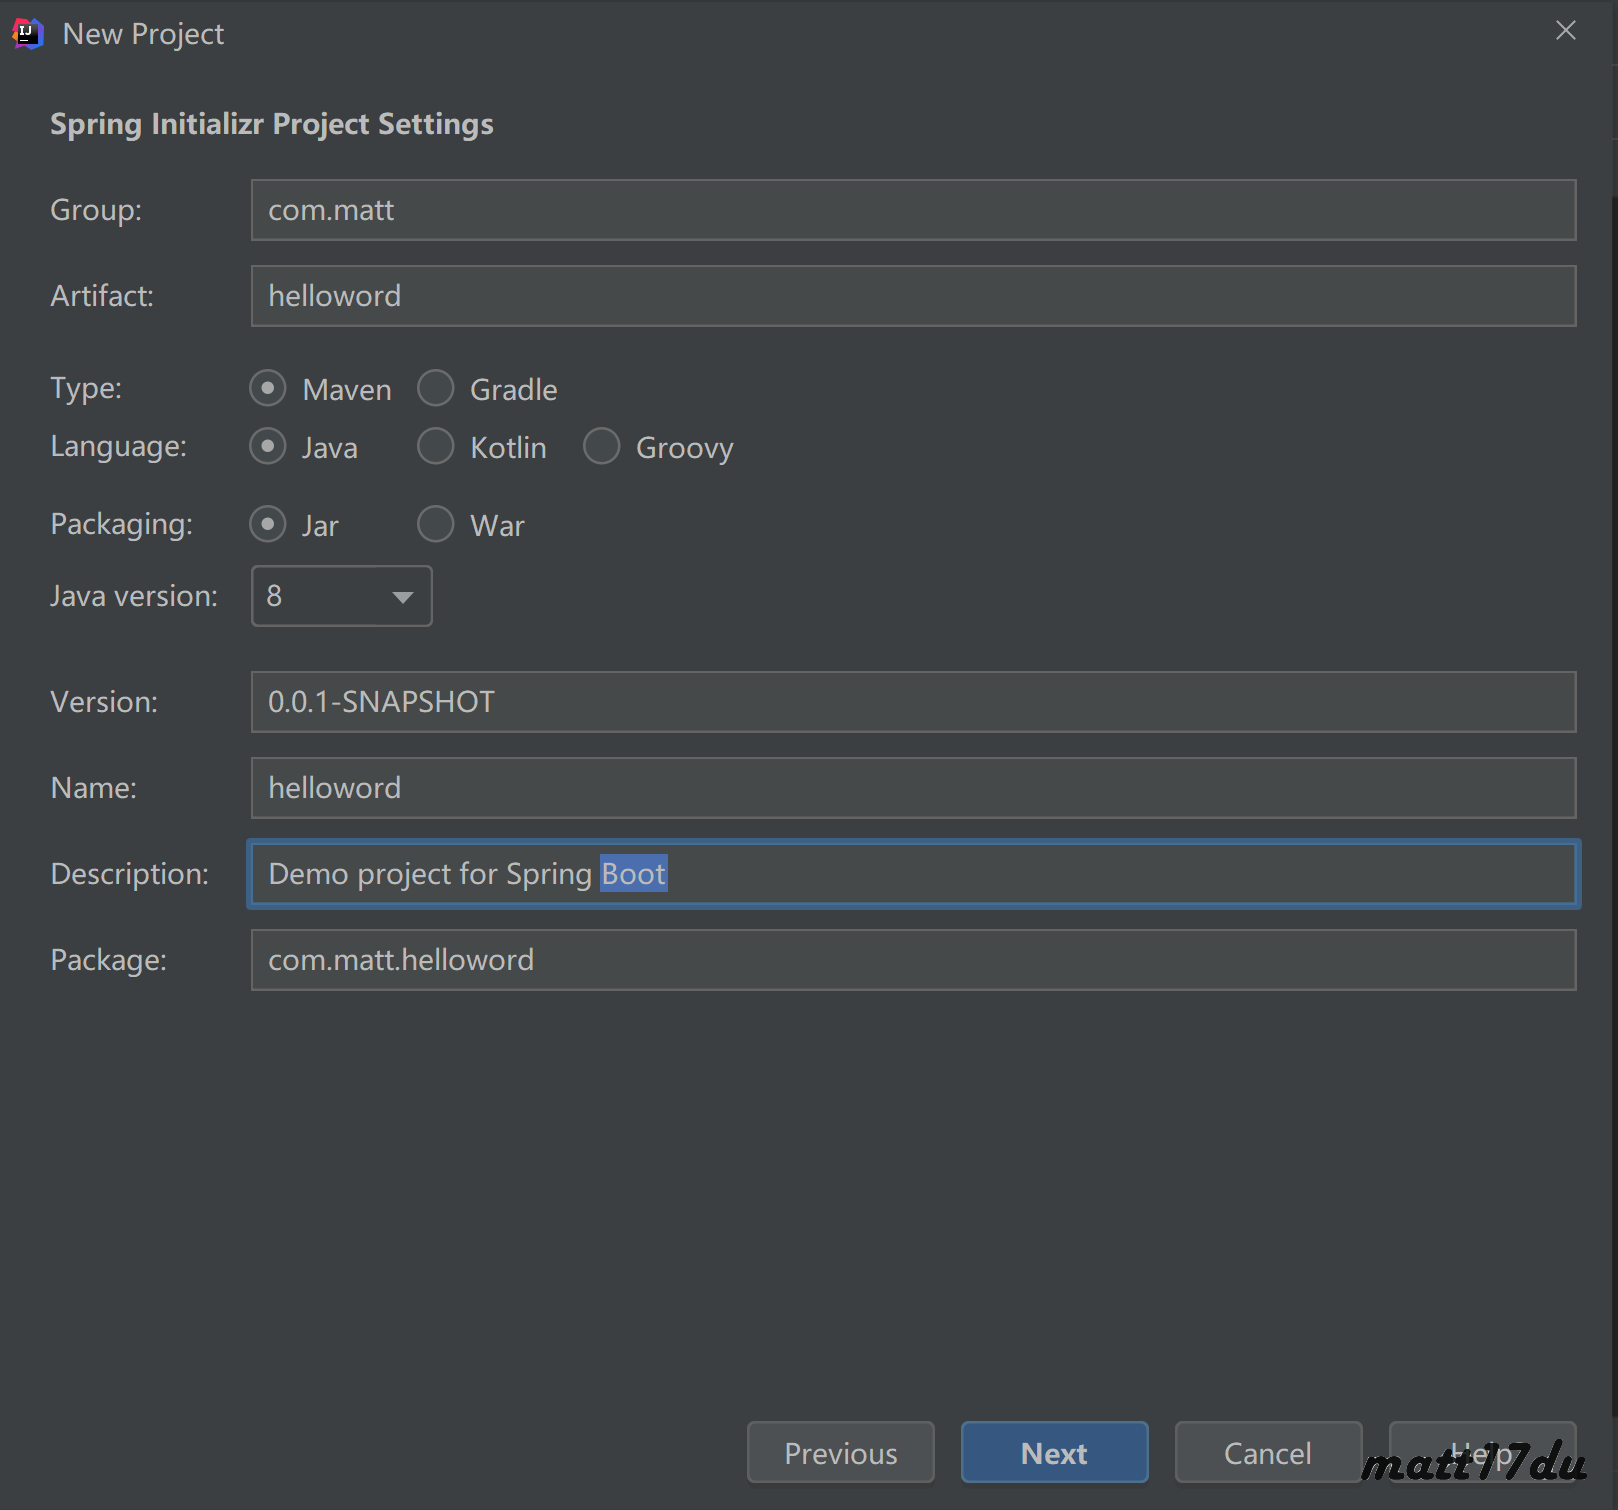 IJ New Project
Spring Initializr Project Settings
Group: com.matt
Artifact: helloword
Type: Maven Gradle
Language: Java Kotlin Groovy
Packaging: Jar War
Java version: 8
Version: 0.0.1-SNAPSHOT
Name: helloword
Description: Demo project for Spring Boot
Package: com.matt.helloword
Previous Next Cancel Help
matt17du